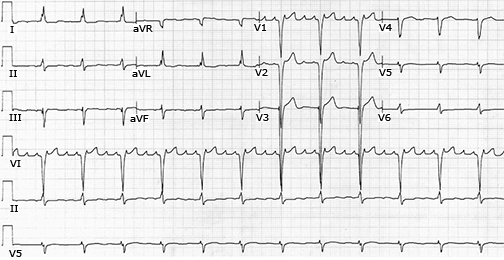 I aVR V1 V4
II aVL V2 V5
III aVF V3 V6
VI
II
V5